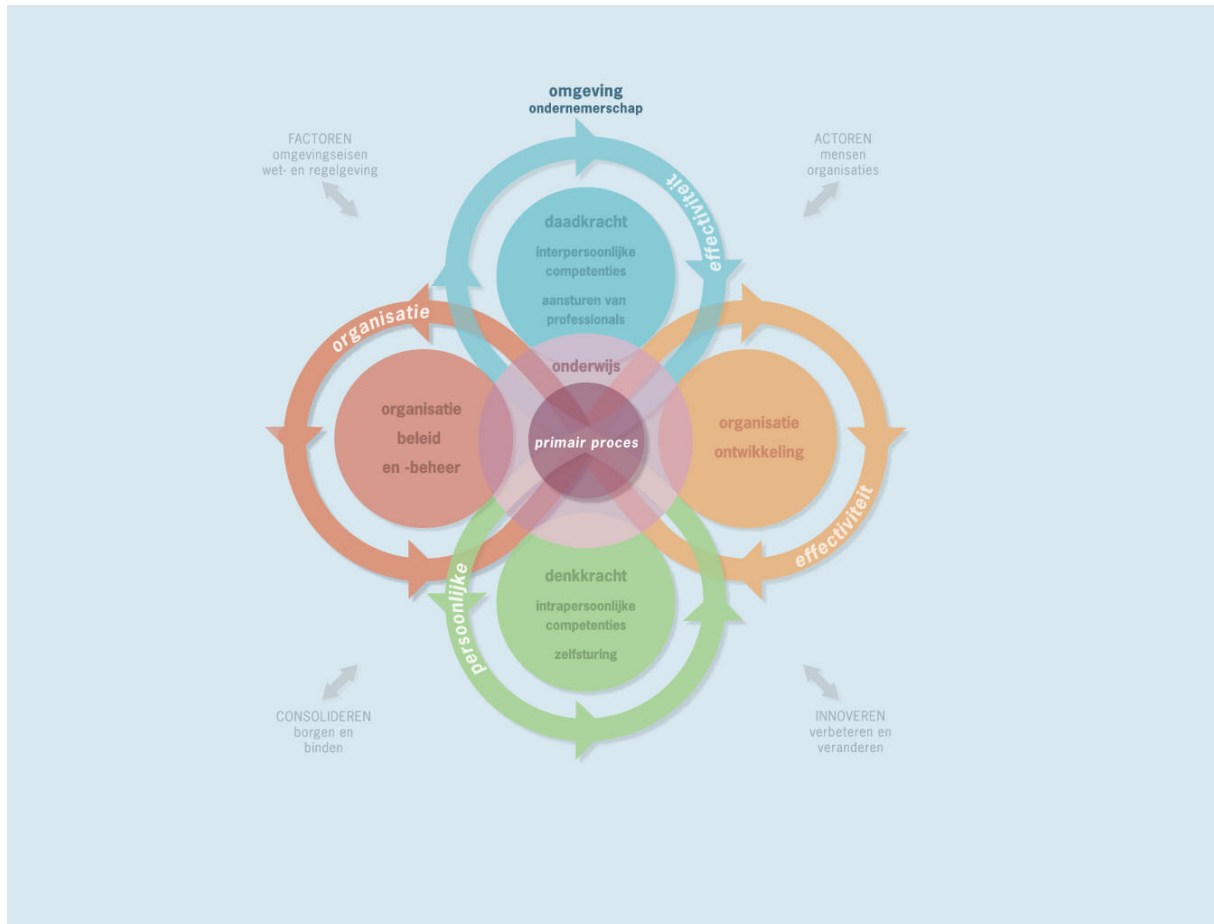 omgeving
ondernemerschap
FACTOREN
omgevingseisen
wet- en regelgeving
ACTOREN
mensen
organisaties
effectiviteit
daadkracht
interpersoonlijke
competenties
aansturen van
professionals
organisatie
onderwijs
organisatie
beleid
en -beheer
primair proces
organisatie
ontwikkeling
effectiviteit
persoonlijke
denkkracht
intrapersoonlijke
competenties
zelfsturing
CONSOLIDEREN
borgen en
binden
INNOVEREN
verbeteren en
veranderen